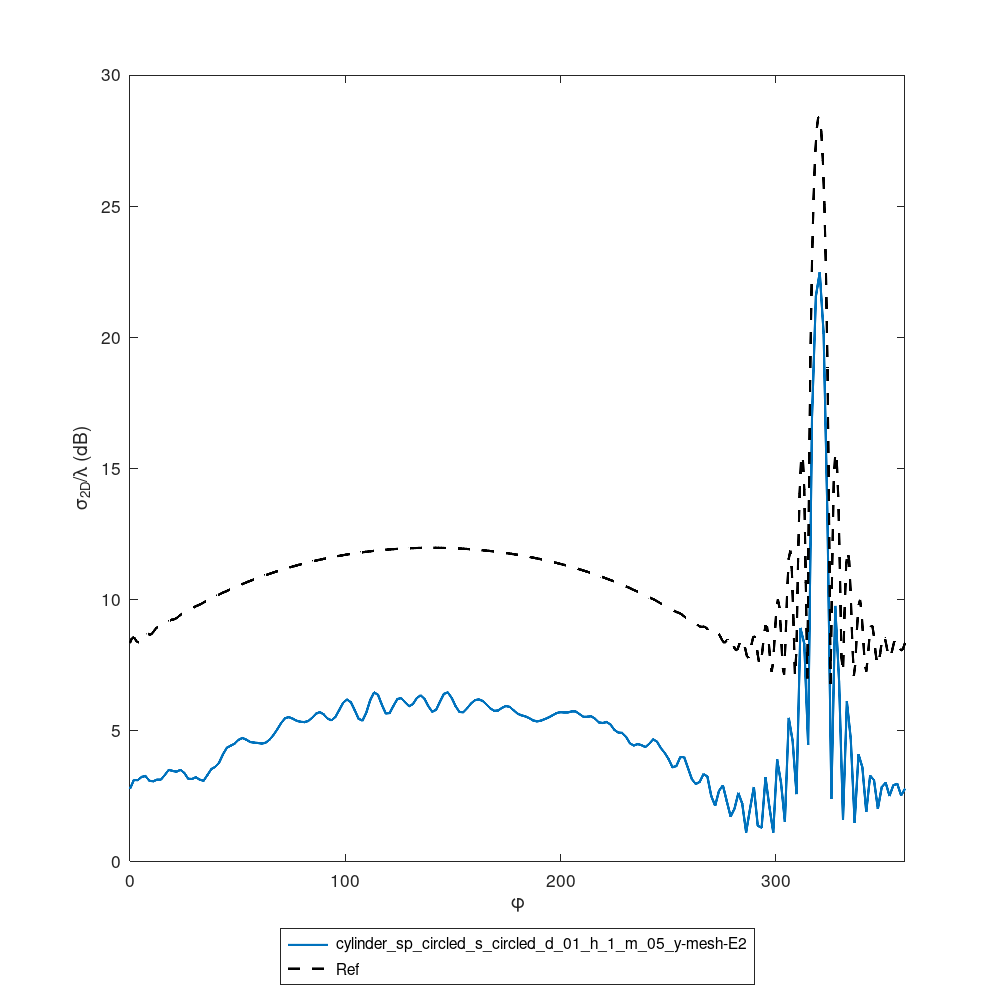 30
25
20
15
10
5
0
σ2D/λ (dB)
0 100 200 300
φ
cylinder_sp_circled_s_circled_d_01_h_1_m_05_y-mesh-E2
Ref